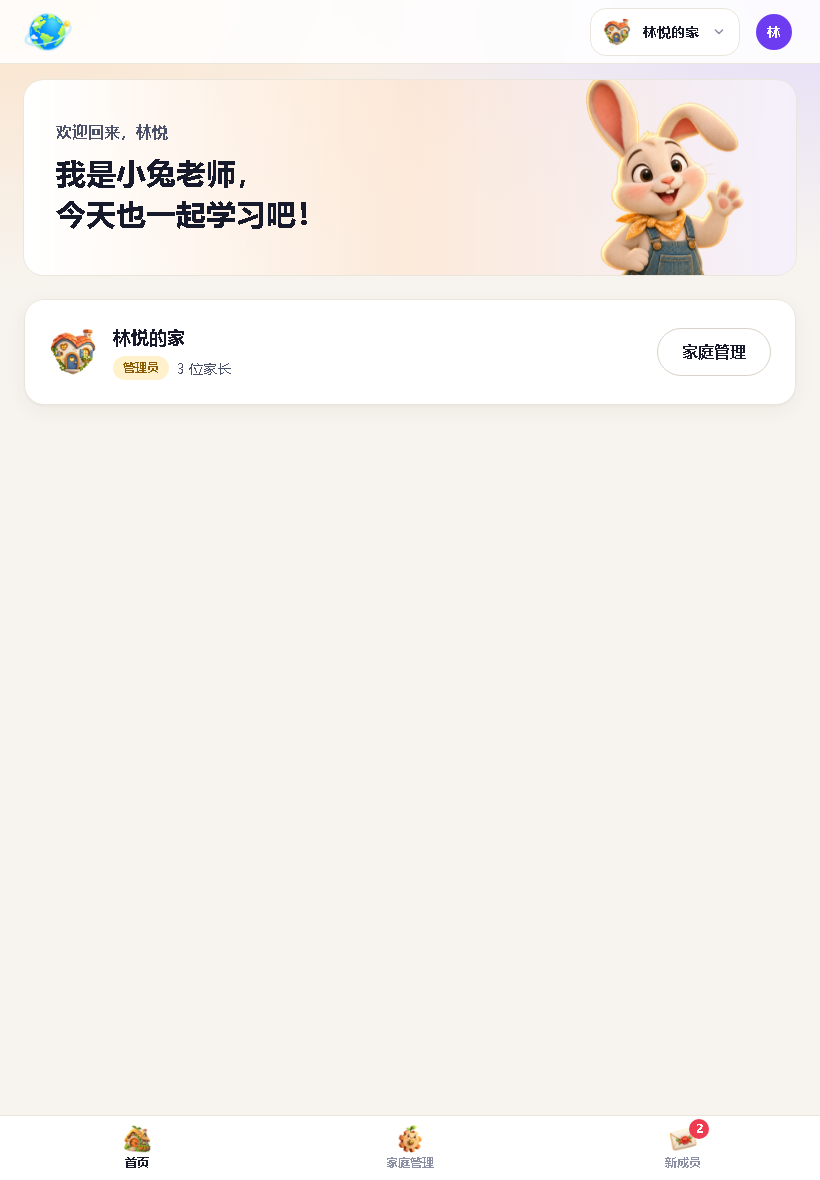 林悦的家
林
欢迎回来，林悦
我是小兔老师，
今天也一起学习吧！
林悦的家
管理员 3 位家长
家庭管理
首页
家庭管理
2
新成员